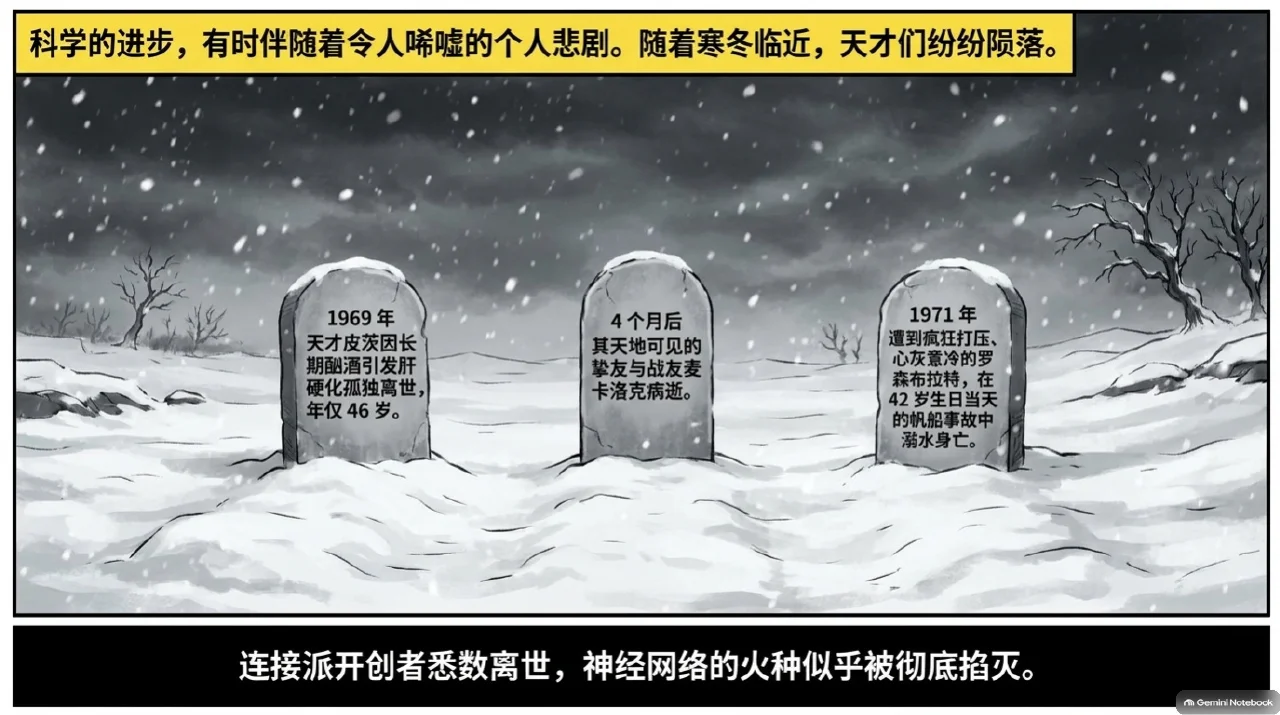 科学的进步，有时伴随着令人唏嘘的个人悲剧。随着寒冬临近，天才们纷纷陨落。
1969 年
天才皮茨因长
期酗酒引发肝
硬化孤独离世，
年仅 46 岁。
4 个月后
其天地可见的
挚友与战友麦
卡洛克病逝。
1971 年
遭到疯狂打压、
心灰意冷的罗
森布拉特，在
42 岁生日当天
的帆船事故中
溺水身亡。
连接派开创者悉数离世，神经网络的火种似乎被彻底掐灭。
Gemini Notebook